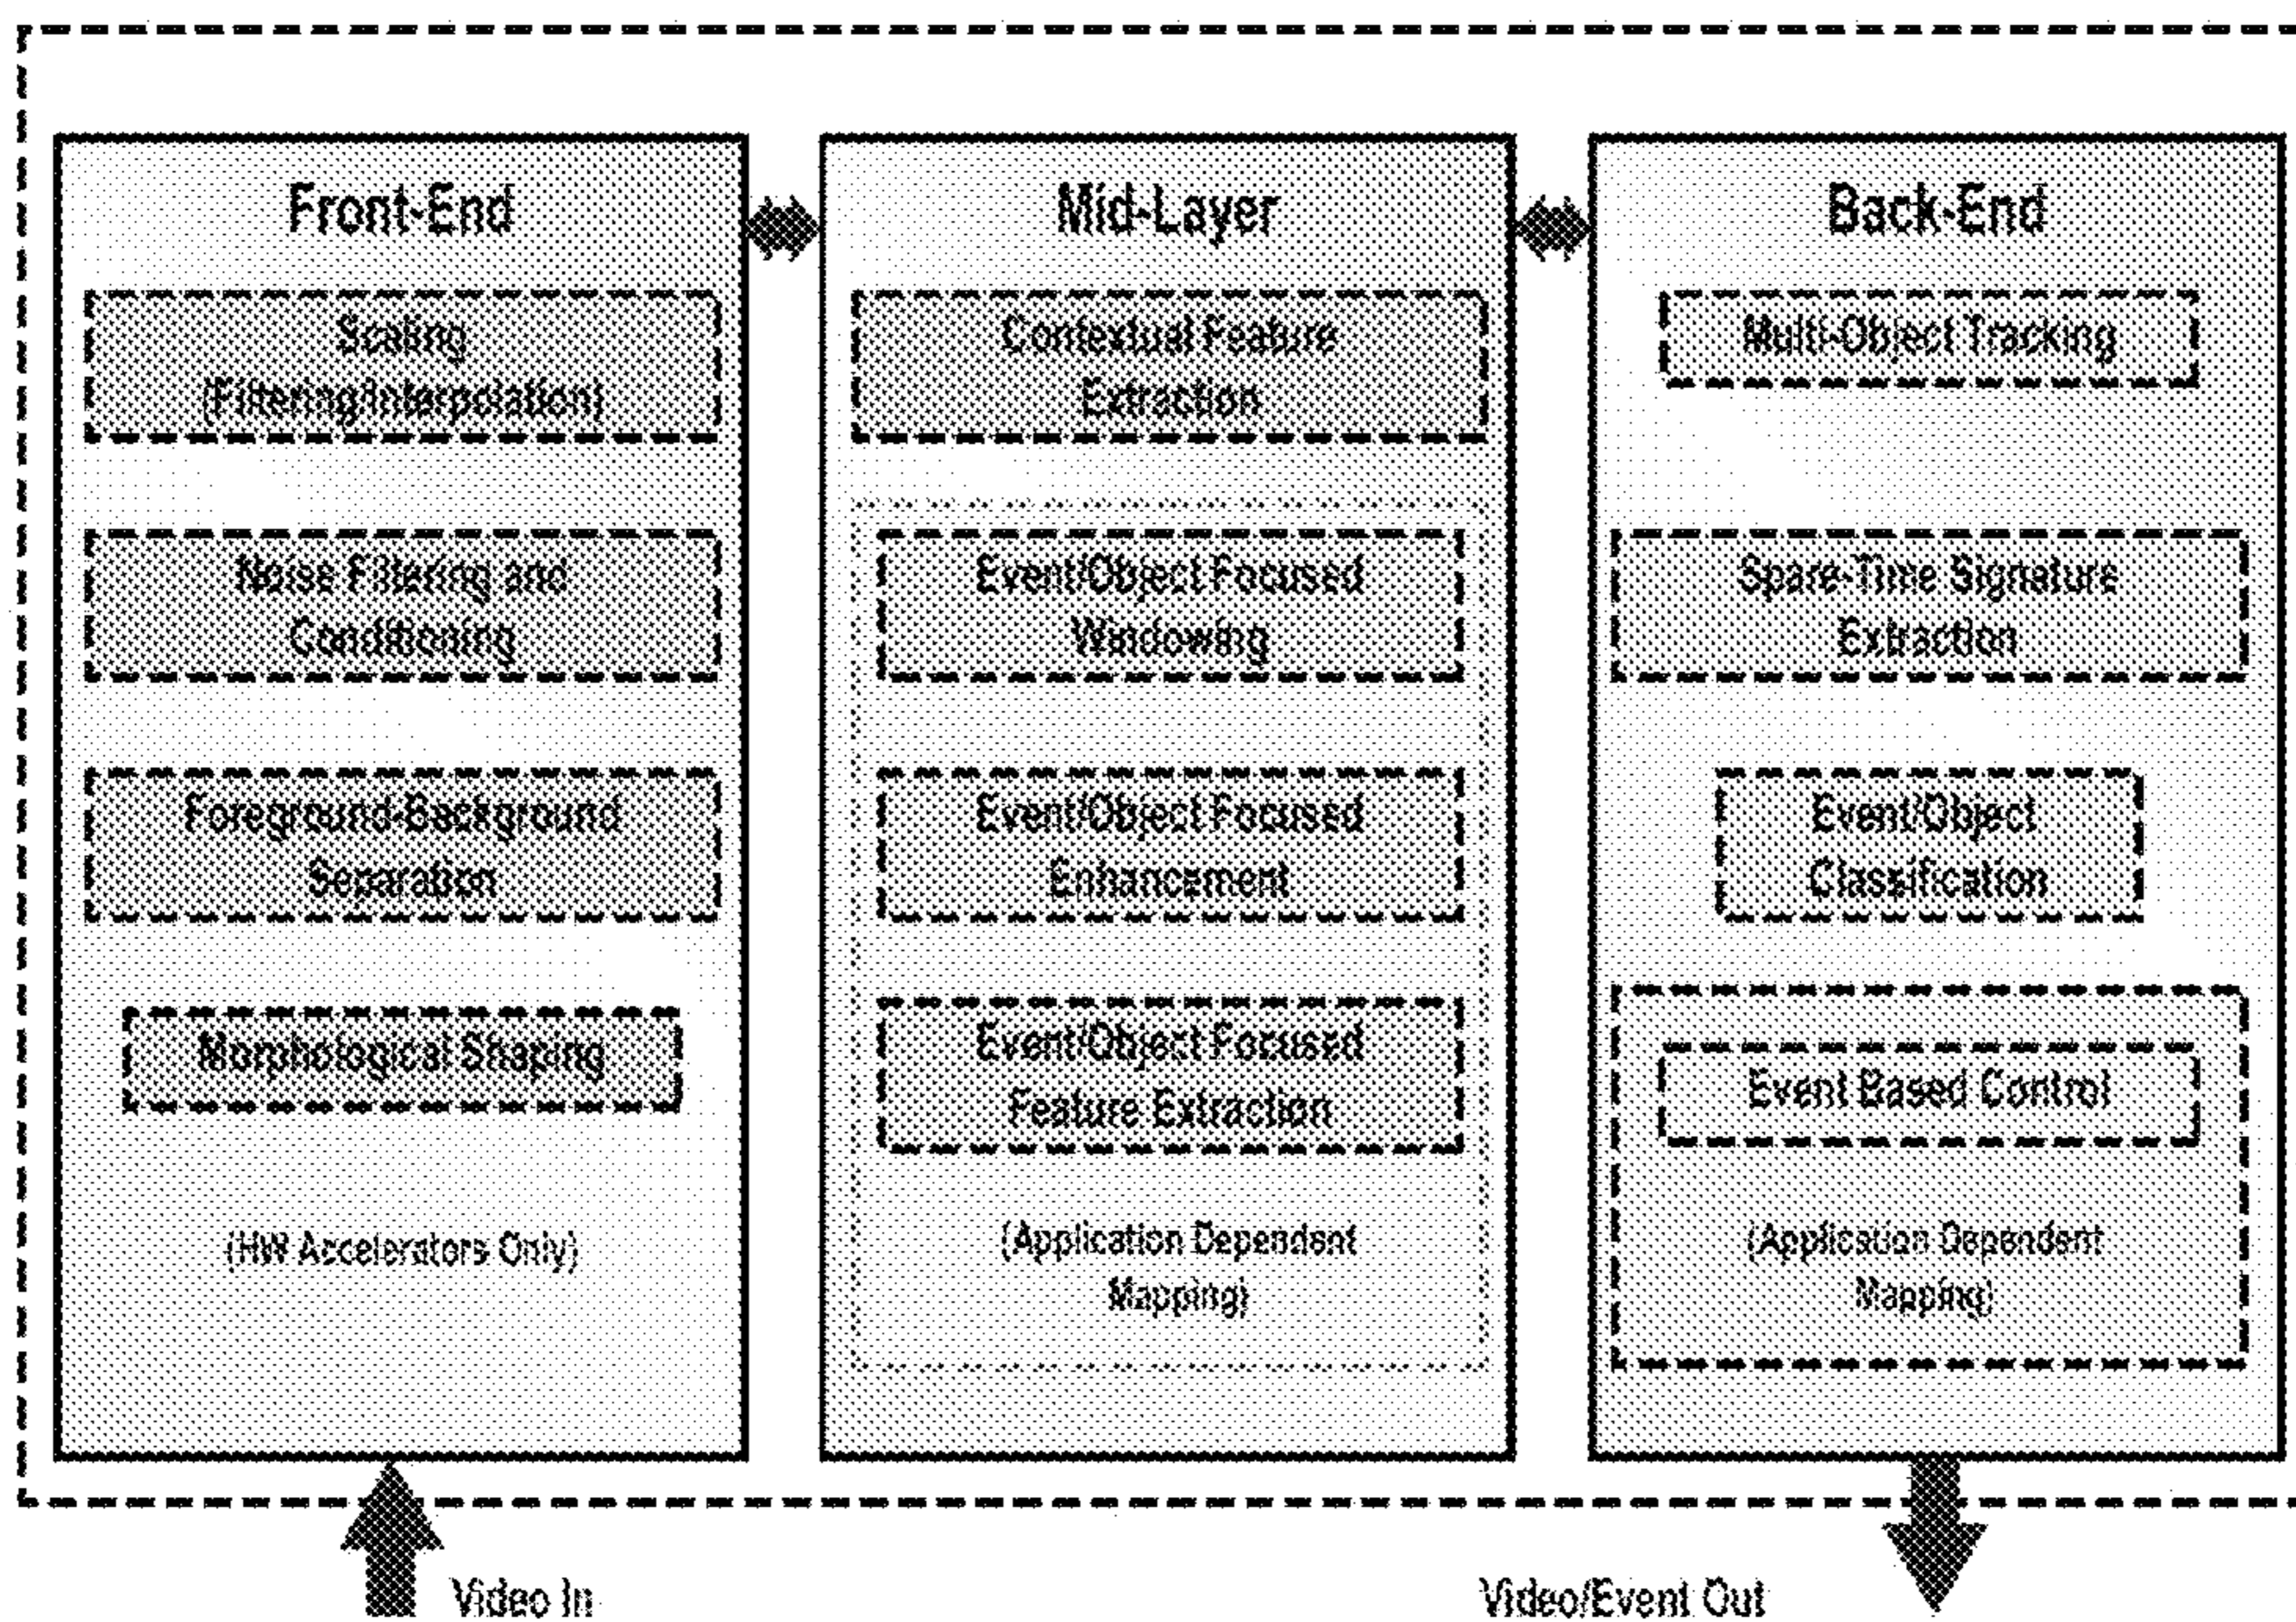 Front-End
Scaling
(Filtering/Interpolation)
Noise Filtering and
Conditioning
Foreground-Background
Separation
Morphological Shaping
(HW Accelerators Only)
Mid-Layer
Contextual Feature
Extraction
Event/Object Focused
Windowing
Event/Object Focused
Enhancement
Event/Object Focused
Feature Extraction
(Application Dependent
Mapping)
Back-End
Multi-Object Tracking
Spare-Time Signature
Extraction
Event/Object
Classification
Event Based Control
(Application Dependent
Mapping)
Video In
Video/Event Out